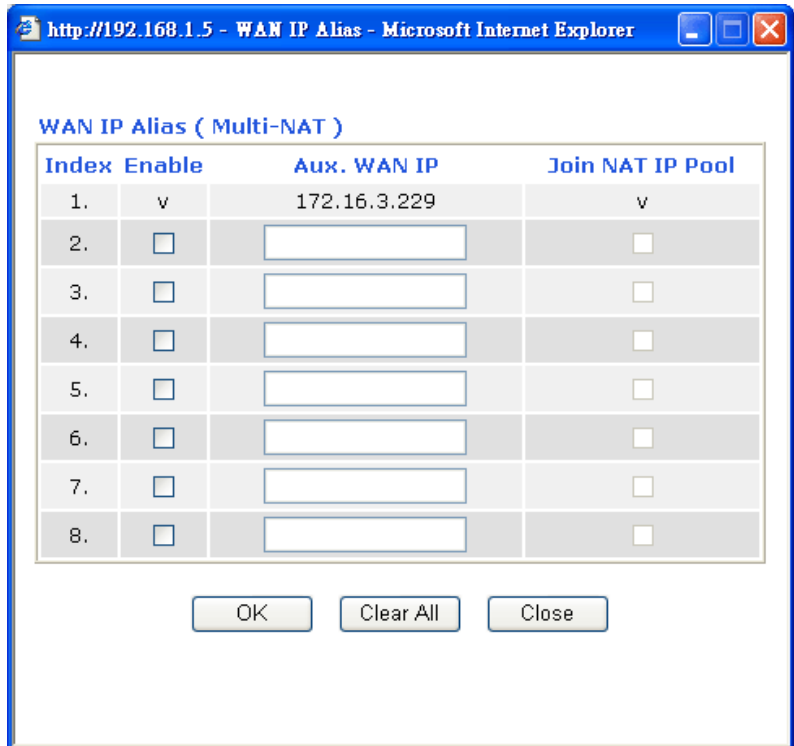 http://192.168.1.5 - WAN IP Alias - Microsoft Internet Explorer
WAN IP Alias ( Multi-NAT )
Index Enable Aux. WAN IP Join NAT IP Pool
1. v 172.16.3.229 v
2.
3.
4.
5.
6.
7.
8.
OK Clear All Close